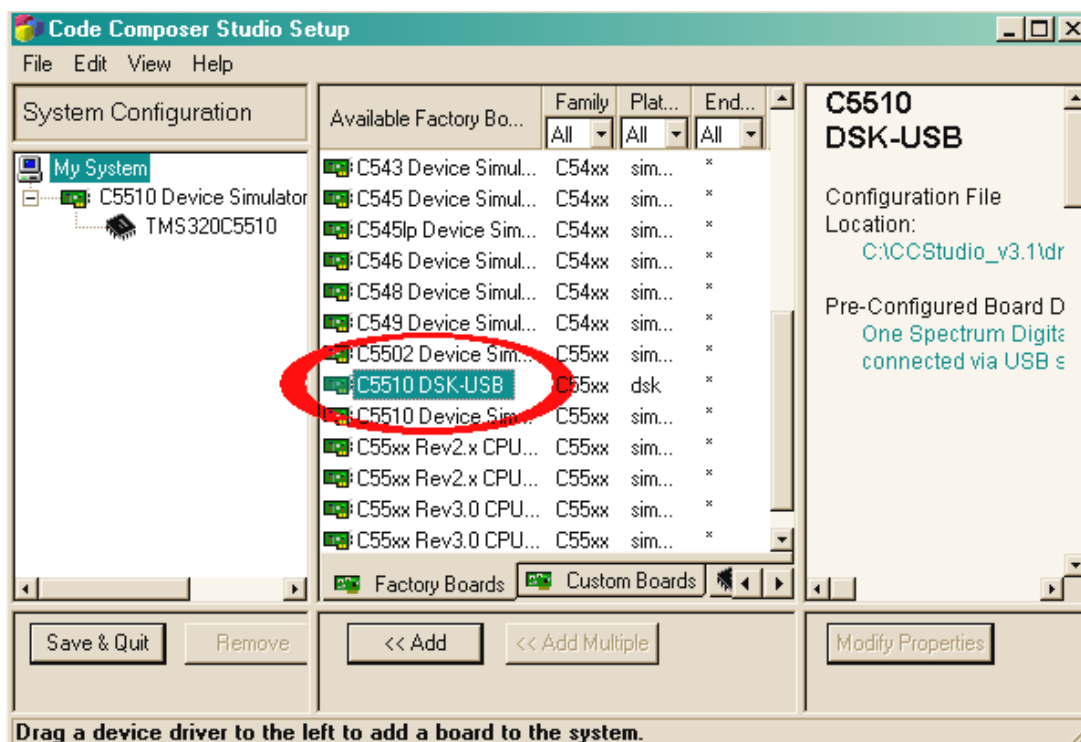 Code Composer Studio Setup
File Edit View Help
System Configuration
My System
C5510 Device Simulator
TMS320C5510
Available Factory Bo... Family Plat... End...
All All All
C543 Device Simul... C54xx sim... *
C545 Device Simul... C54xx sim... *
C545lp Device Sim... C54xx sim... *
C546 Device Simul... C54xx sim... *
C548 Device Simul... C54xx sim... *
C549 Device Simul... C54xx sim... *
C5502 Device Sim... C55xx sim... *
C5510 DSK-USB C55xx dsk *
C5510 Device Sim... C55xx sim... *
C55xx Rev2.x CPU... C55xx sim... *
C55xx Rev2.x CPU... C55xx sim... *
C55xx Rev3.0 CPU... C55xx sim... *
C55xx Rev3.0 CPU... C55xx sim... *
Factory Boards Custom Boards
C5510
DSK-USB
Configuration File
Location:
C:\CCStudio_v3.1\dr
Pre-Configured Board D
One Spectrum Digita
connected via USB s
Save & Quit Remove << Add << Add Multiple Modify Properties
Drag a device driver to the left to add a board to the system.